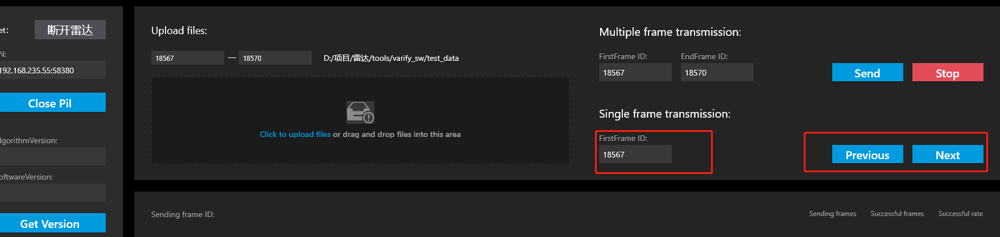 et:
断开雷达
N:
192.168.235.55:58380
Close Pil
lgorithmVersion:
oftwareVersion:
Get Version
Upload files:
18567 — 18570 D:/项目/雷达/tools/varify_sw/test_data
Click to upload files or drag and drop files into this area
Multiple frame transmission:
FirstFrame ID: EndFrame ID:
18567 18570 Send Stop
Single frame transmission:
FirstFrame ID:
18567 Previous Next
Sending frame ID: Sending frames Successful frames Successful rate